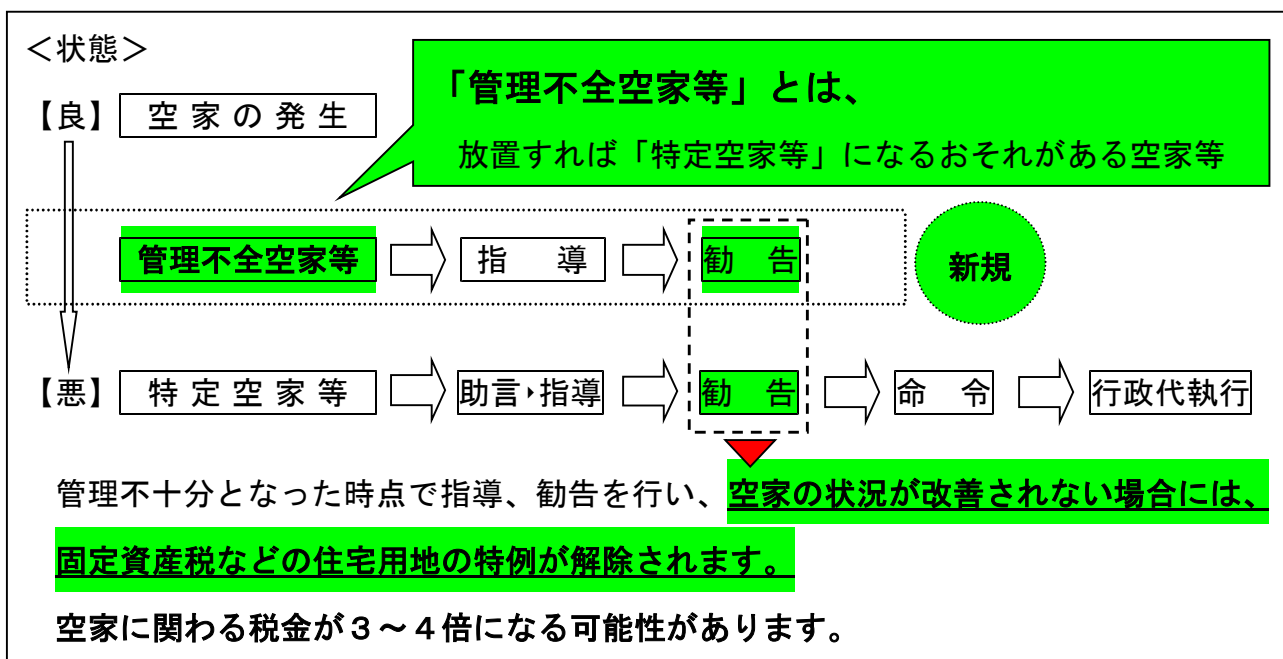 ＜状態＞
「管理不全空家等」とは、
【良】 空家の発生
放置すれば「特定空家等」になるおそれがある空家等
管理不全空家等 指　導 勧　告 新規
【悪】 特定空家等 助言・指導 勧　告 命　令 行政代執行
管理不十分となった時点で指導、勧告を行い、空家の状況が改善されない場合には、
固定資産税などの住宅用地の特例が解除されます。
空家に関わる税金が３～４倍になる可能性があります。